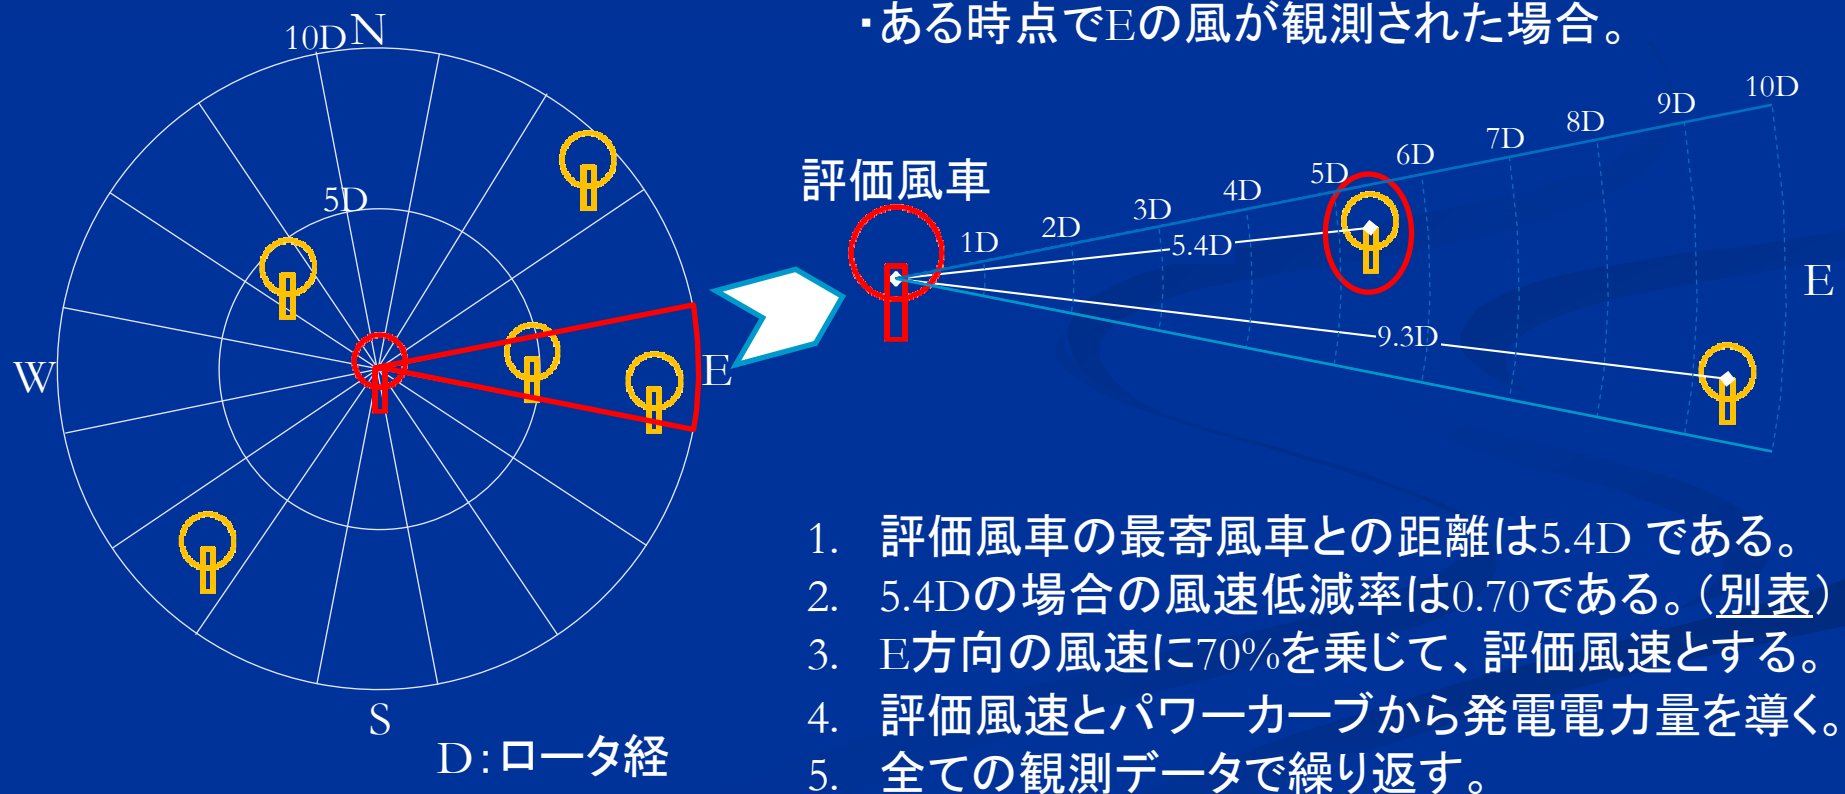 ・ある時点でEの風が観測された場合。
10D N
5D
W
E
S
D:ロータ経
評価風車
1D
2D
3D
4D
5D
6D
7D
8D
9D
10D
5.4D
9.3D
E
1. 評価風車の最寄風車との距離は5.4D である。
2. 5.4Dの場合の風速低減率は0.70である。(別表)
3. E方向の風速に70%を乗じて、評価風速とする。
4. 評価風速とパワーカーブから発電電力量を導く。
5. 全ての観測データで繰り返す。